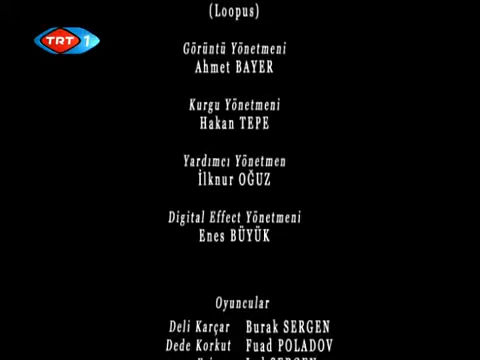 (Loopus)
TRT 1
Görüntü Yönetmeni
Ahmet BAYER
Kurgu Yönetmeni
Hakan TEPE
Yardımcı Yönetmen
İlknur OĞUZ
Digital Effect Yönetmeni
Enes BÜYÜK
Oyuncular
Deli Karçar Burak SERGEN
Dede Korkut Fuad POLADOV
SERGEN